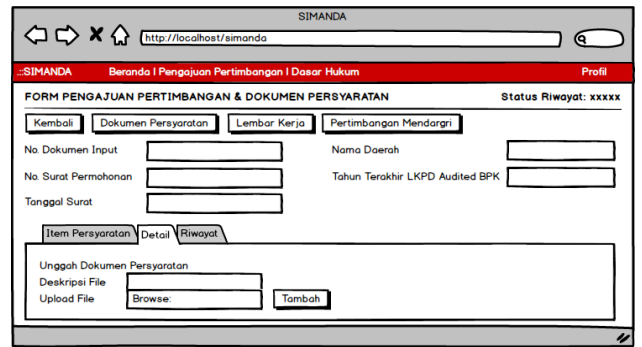 SIMANDA
http://localhost/simanda
.::SIMANDA Beranda I Pengajuan Pertimbangan I Dasar Hukum Profil
FORM PENGAJUAN PERTIMBANGAN & DOKUMEN PERSYARATAN Status Riwayat: xxxxx
Kembali Dokumen Persyaratan Lembar Kerja Pertimbangan Mendargri
No. Dokumen Input Nama Daerah
No. Surat Permohonan Tahun Terakhir LKPD Audited BPK
Tanggal Surat
Item Persyaratan Detail Riwayat
Unggah Dokumen Persyaratan
Deskripsi File
Upload File Browse: Tambah